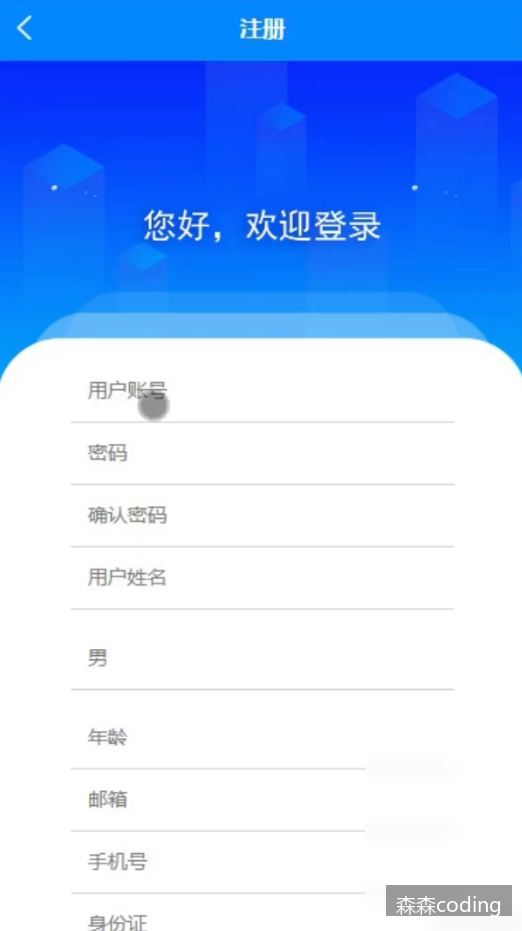 注册
您好，欢迎登录
用户账号
密码
确认密码
用户姓名
男
年龄
邮箱
手机号
身份证
森森coding